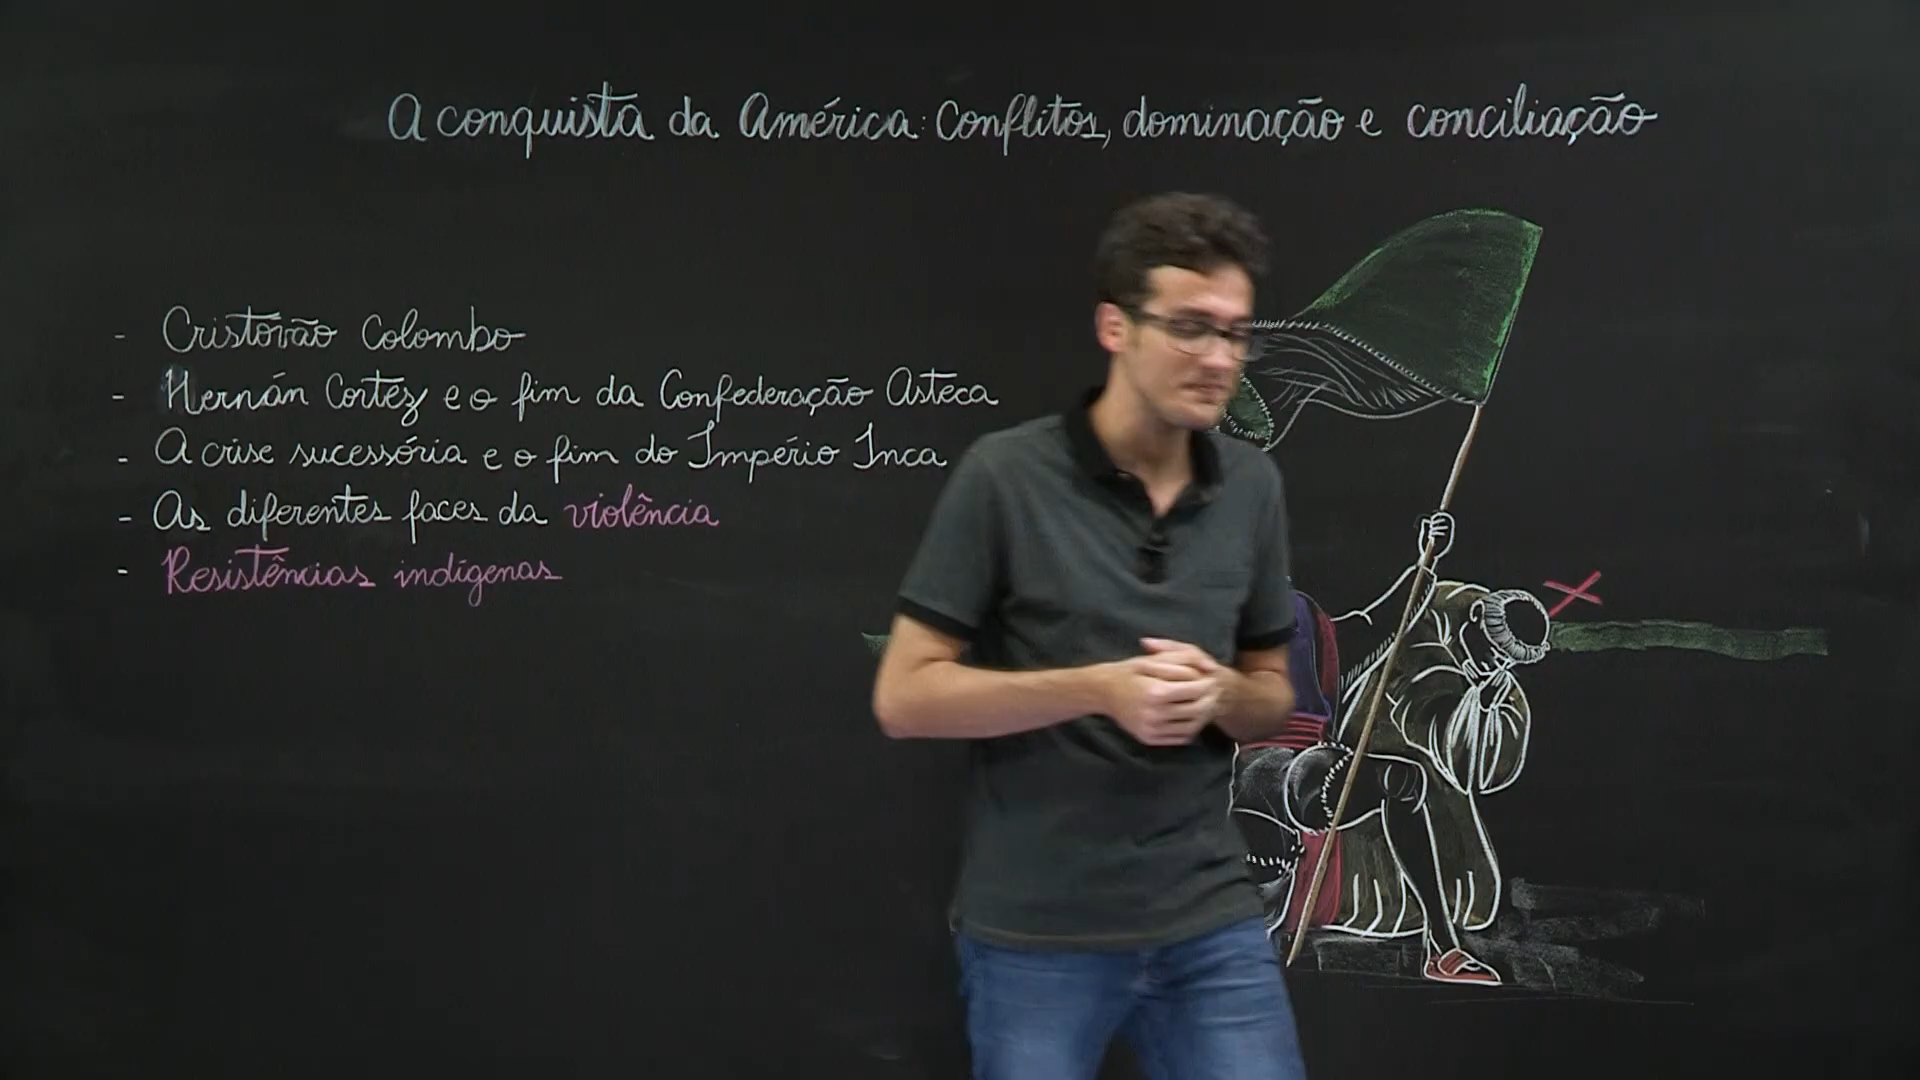 A conquista da América: Conflitos, dominação e conciliação
- Cristóvão Colombo
- Hernán Cortez e o fim da Confederação Asteca
- A crise sucessória e o fim do Império Inca
- As diferentes faces da violência
- Resistências indígenas